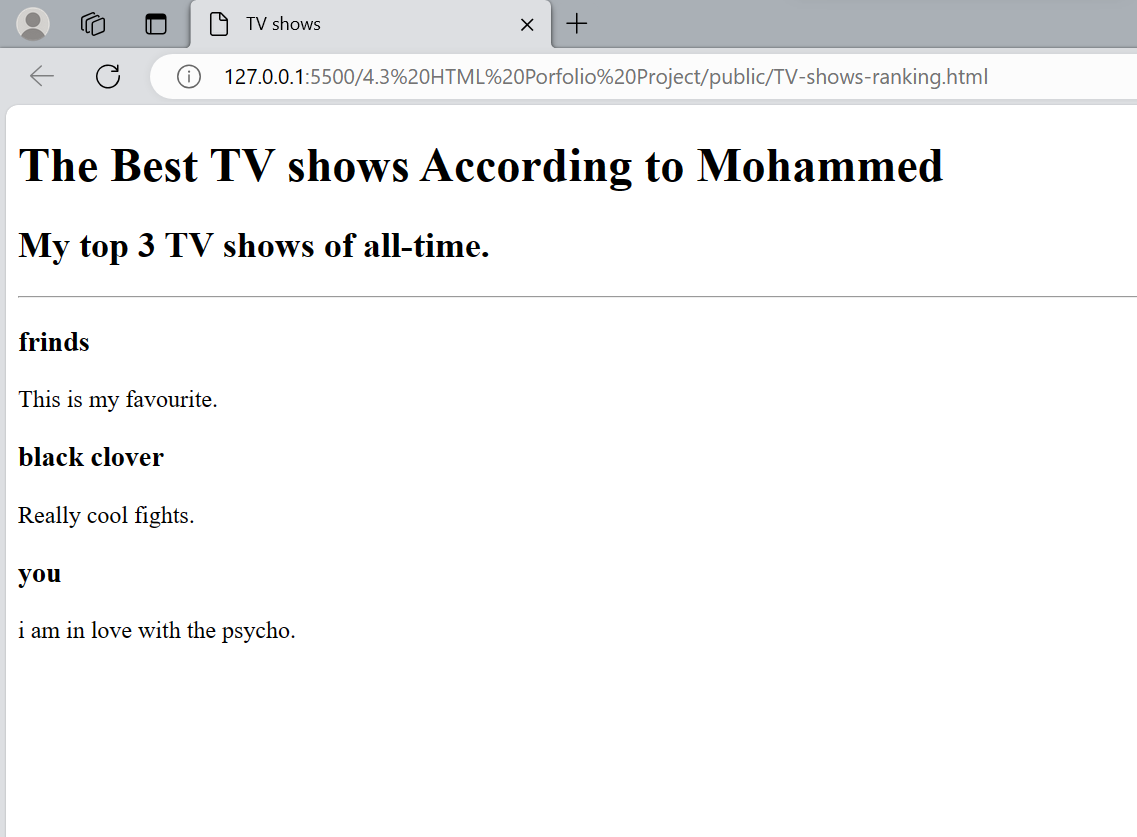 TV shows
127.0.0.1:5500/4.3%20HTML%20Porfolio%20Project/public/TV-shows-ranking.html
The Best TV shows According to Mohammed
My top 3 TV shows of all-time.
frinds
This is my favourite.
black clover
Really cool fights.
you
i am in love with the psycho.